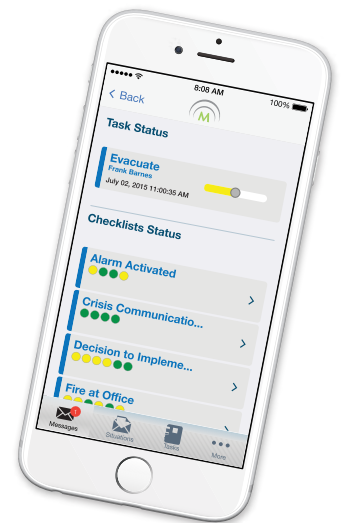 8:08 AM
100%
Back
M
Task Status
Evacuate
Frank Barnes
July 02, 2015 11:00:35 AM
Checklists Status
Alarm Activated
Crisis Communicatio...
Decision to Impleme...
Fire at Office
1
Messages
Situations
Tasks
More